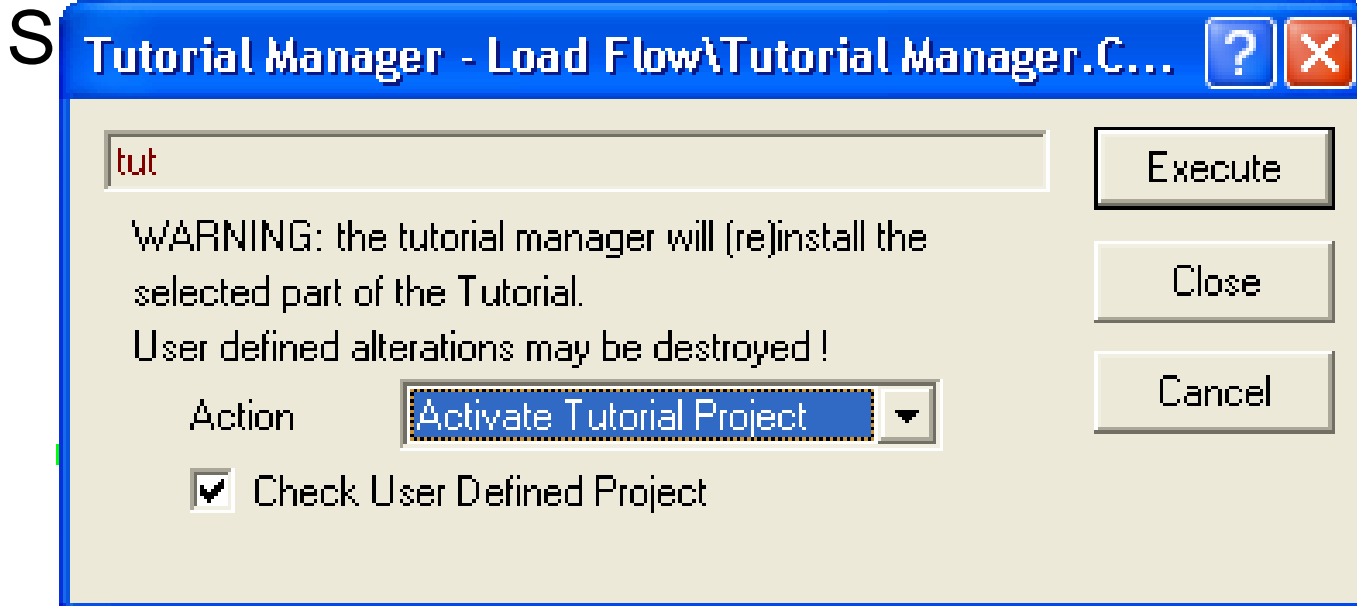 S
Tutorial Manager - Load Flow\Tutorial Manager.C...
tut
Execute
WARNING: the tutorial manager will (re)install the
selected part of the Tutorial.
Close
User defined alterations may be destroyed !
Cancel
Action Activate Tutorial Project
Check User Defined Project